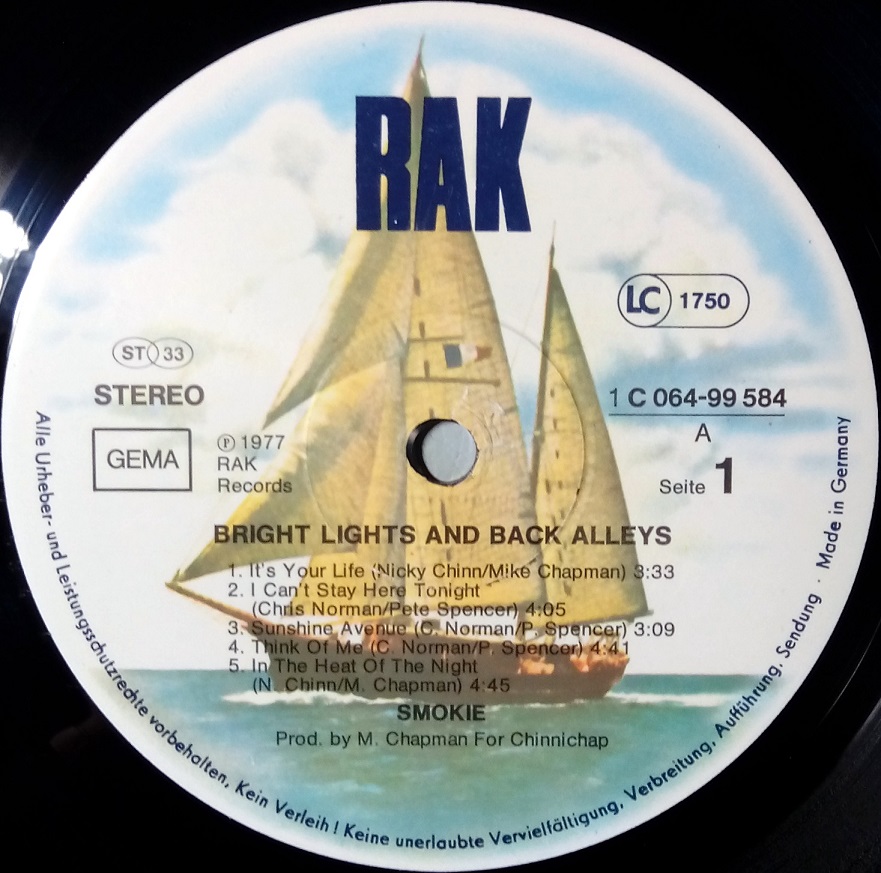 RAK
LC 1750
ST 33
STEREO
1 C 064-99 584
A
GEMA
℗ 1977
RAK
Records
Seite 1
BRIGHT LIGHTS AND BACK ALLEYS
1. It's Your Life (Nicky Chinn/Mike Chapman) 3:33
2. I Can't Stay Here Tonight
(Chris Norman/Pete Spencer) 4:05
3. Sunshine Avenue (C. Norman/P. Spencer) 3:09
4. Think Of Me (C. Norman/P. Spencer) 4:41
5. In The Heat Of The Night
(N. Chinn/M. Chapman) 4:45
SMOKIE
Prod. by M. Chapman For Chinnichap
Alle Urheber- und Leistungsschutzrechte vorbehalten, Kein Verleih! Keine unerlaubte Vervielfältigung, Verbreitung, Aufführung, Sendung · Made in Germany